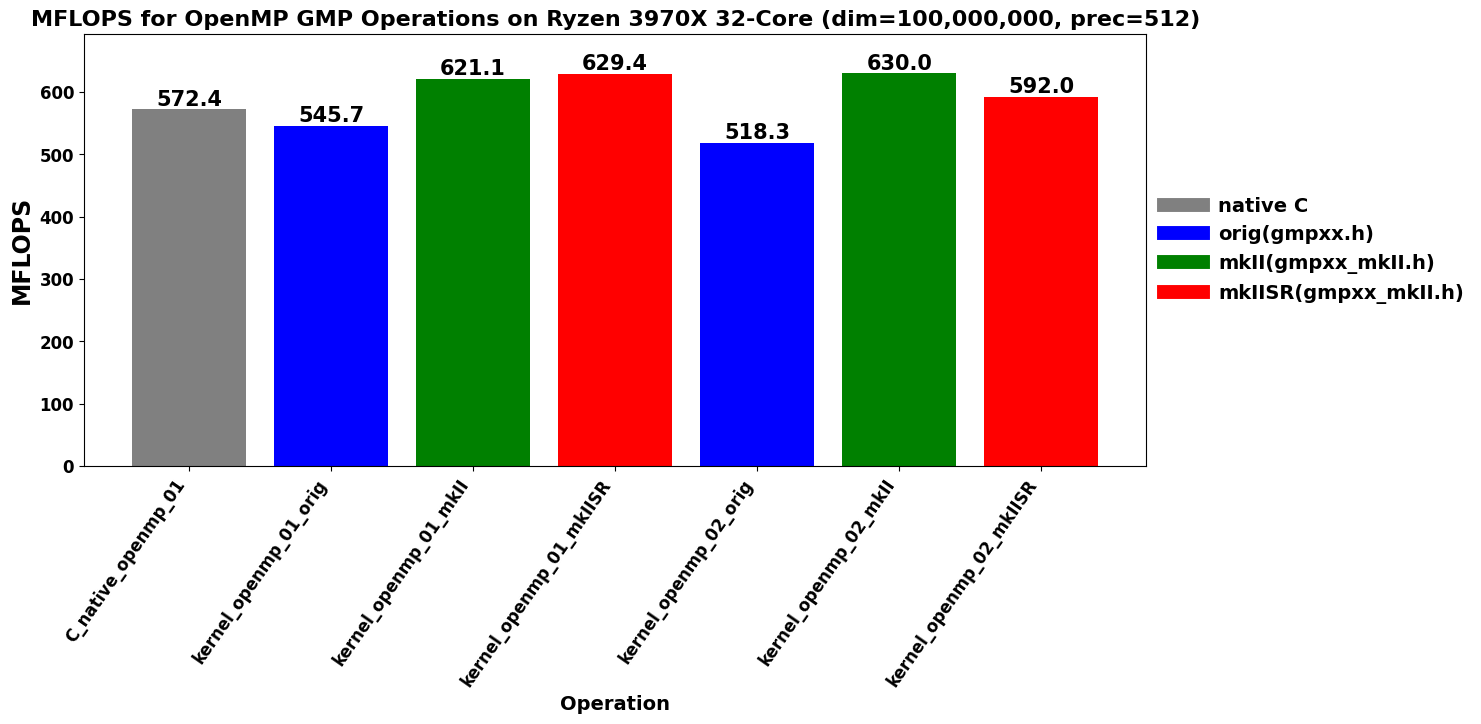 MFLOPS for OpenMP GMP Operations on Ryzen 3970X 32-Core (dim=100,000,000, prec=512)
MFLOPS
600
500
400
300
200
100
0
572.4
545.7
621.1
629.4
518.3
630.0
592.0
C_native_openmp_01
kernel_openmp_01_orig
kernel_openmp_01_mkII
kernel_openmp_01_mkIISR
kernel_openmp_02_orig
kernel_openmp_02_mkII
kernel_openmp_02_mkIISR
Operation
native C
orig(gmpxx.h)
mkII(gmpxx_mkII.h)
mkIISR(gmpxx_mkII.h)